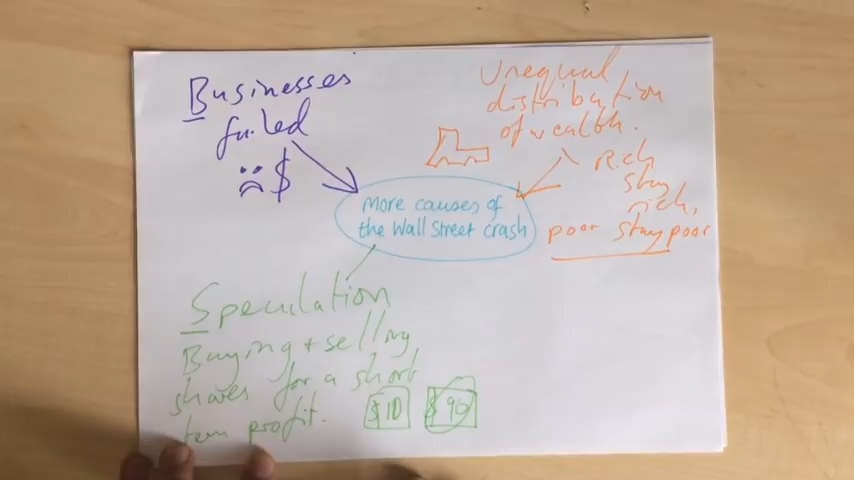 Businesses
failed
$
Unequal
distribution
of wealth.
Rich
stay
rich,
poor stay poor
More causes of
the Wall Street crash
Speculation
Buying + selling
shares for a short
term profit.
$10
$90